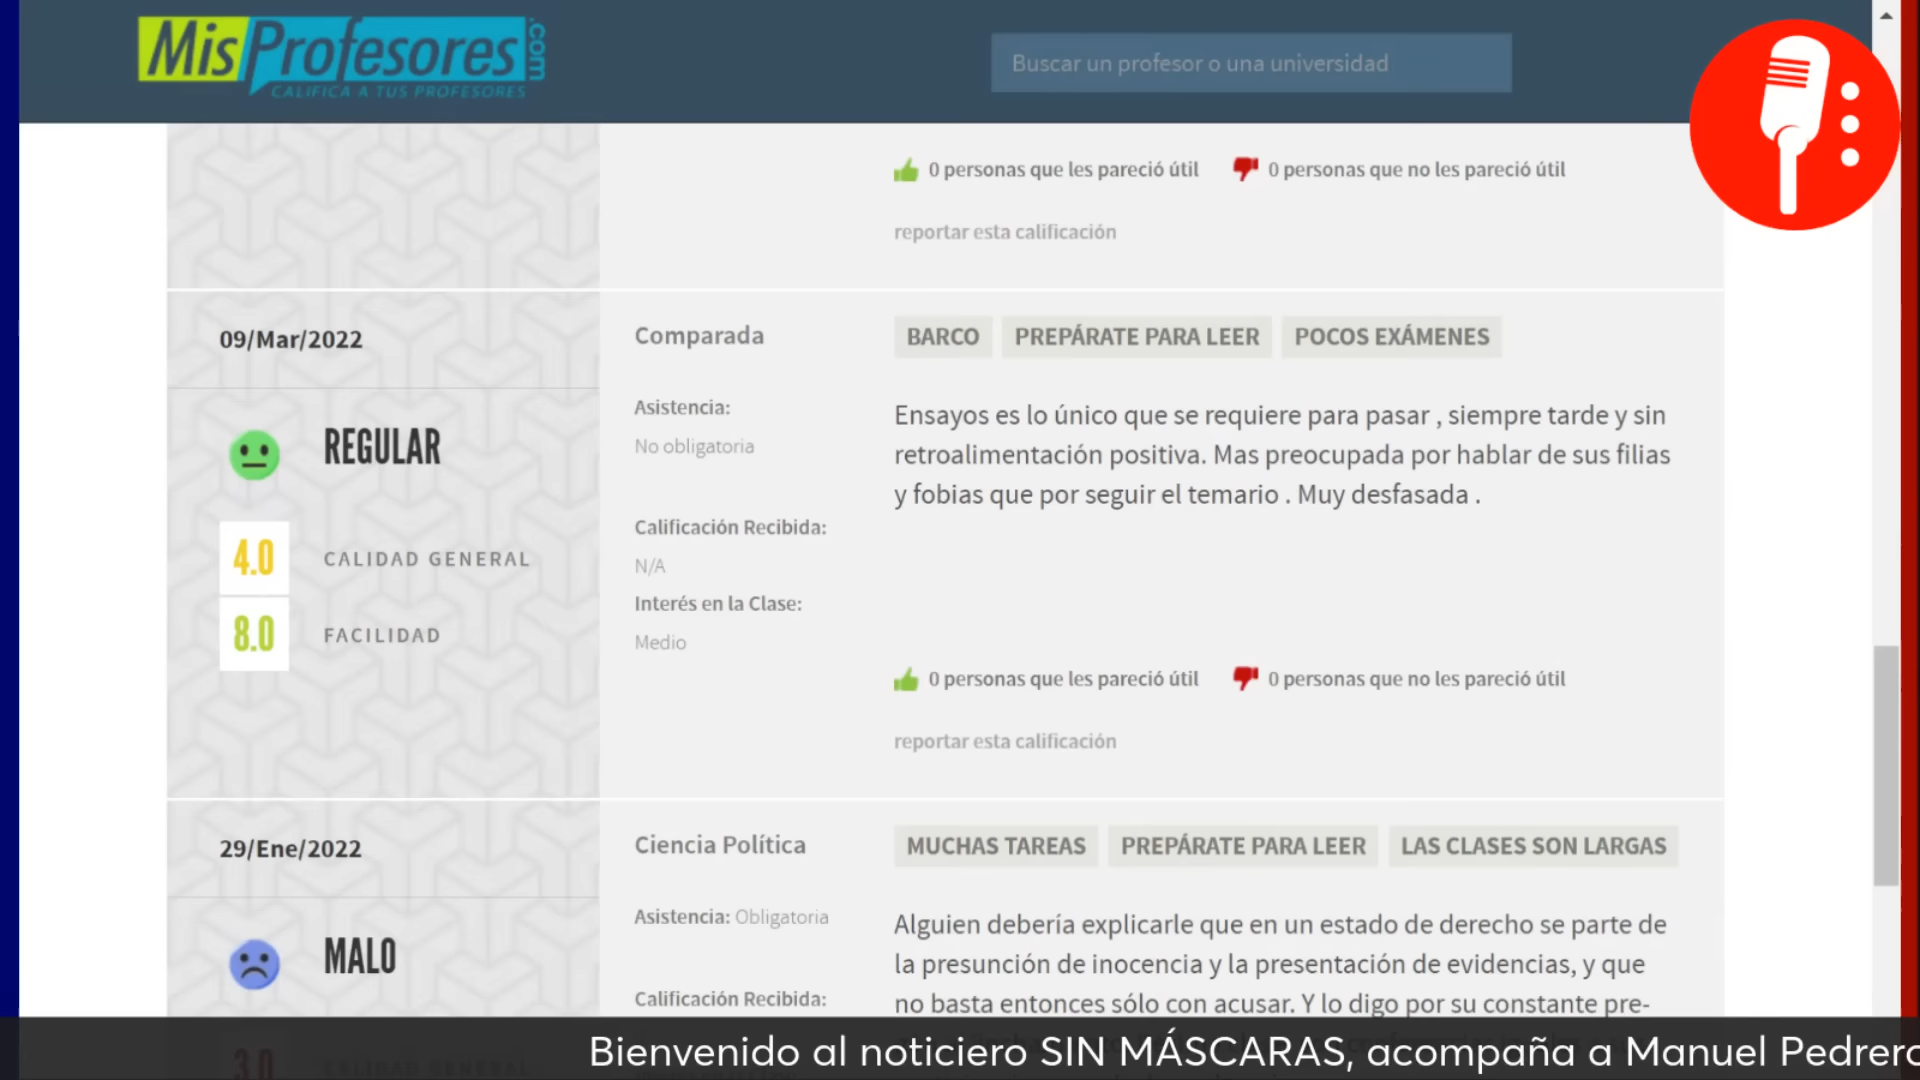 MisProfesores.com
CALIFICA A TUS PROFESORES
Buscar un profesor o una universidad
0 personas que les pareció útil 0 personas que no les pareció útil
reportar esta calificación
09/Mar/2022
REGULAR
4.0 CALIDAD GENERAL
8.0 FACILIDAD
Comparada
Asistencia:
No obligatoria
Calificación Recibida:
N/A
Interés en la Clase:
Medio
BARCO PREPÁRATE PARA LEER POCOS EXÁMENES
Ensayos es lo único que se requiere para pasar , siempre tarde y sin
retroalimentación positiva. Mas preocupada por hablar de sus filias
y fobias que por seguir el temario . Muy desfasada .
0 personas que les pareció útil 0 personas que no les pareció útil
reportar esta calificación
29/Ene/2022
MALO
3.0 CALIDAD GENERAL
Ciencia Política
Asistencia: Obligatoria
Calificación Recibida:
MUCHAS TAREAS PREPÁRATE PARA LEER LAS CLASES SON LARGAS
Alguien debería explicarle que en un estado de derecho se parte de
la presunción de inocencia y la presentación de evidencias, y que
no basta entonces sólo con acusar. Y lo digo por su constante pre-
Bienvenido al noticiero SIN MÁSCARAS, acompaña a Manuel Pedrero